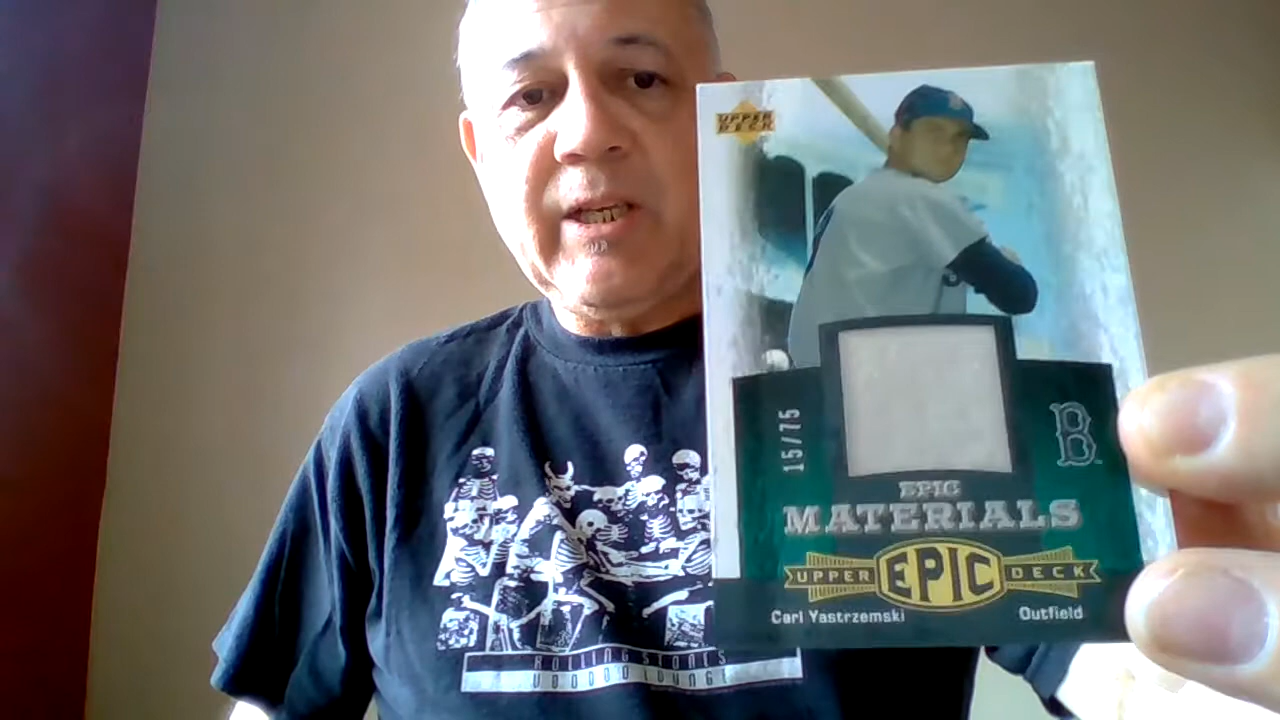 UPPER
DECK
B
15/75
EPIC
MATERIALS
UPPER EPIC DECK
Carl Yastrzemski Outfield
ROLLING STONES
VOODOO LOUNGE